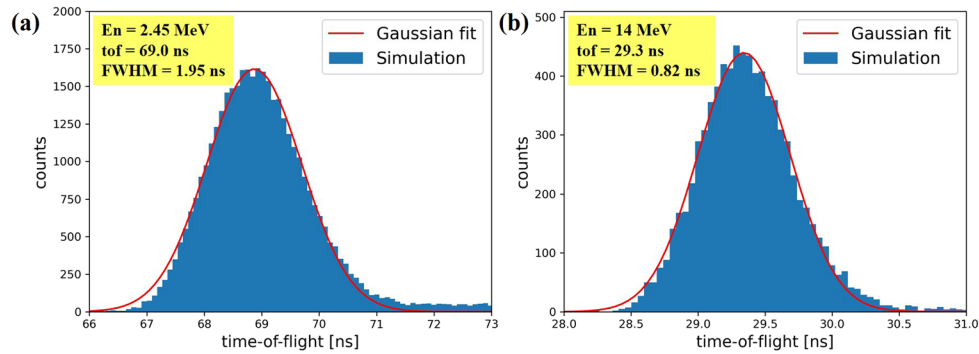 (a)
En = 2.45 MeV
tof = 69.0 ns
FWHM = 1.95 ns
Gaussian fit
Simulation
counts
2000
1750
1500
1250
1000
750
500
250
0
66 67 68 69 70 71 72 73
time-of-flight [ns]
(b)
En = 14 MeV
tof = 29.3 ns
FWHM = 0.82 ns
Gaussian fit
Simulation
counts
500
400
300
200
100
0
28.0 28.5 29.0 29.5 30.0 30.5 31.0
time-of-flight [ns]